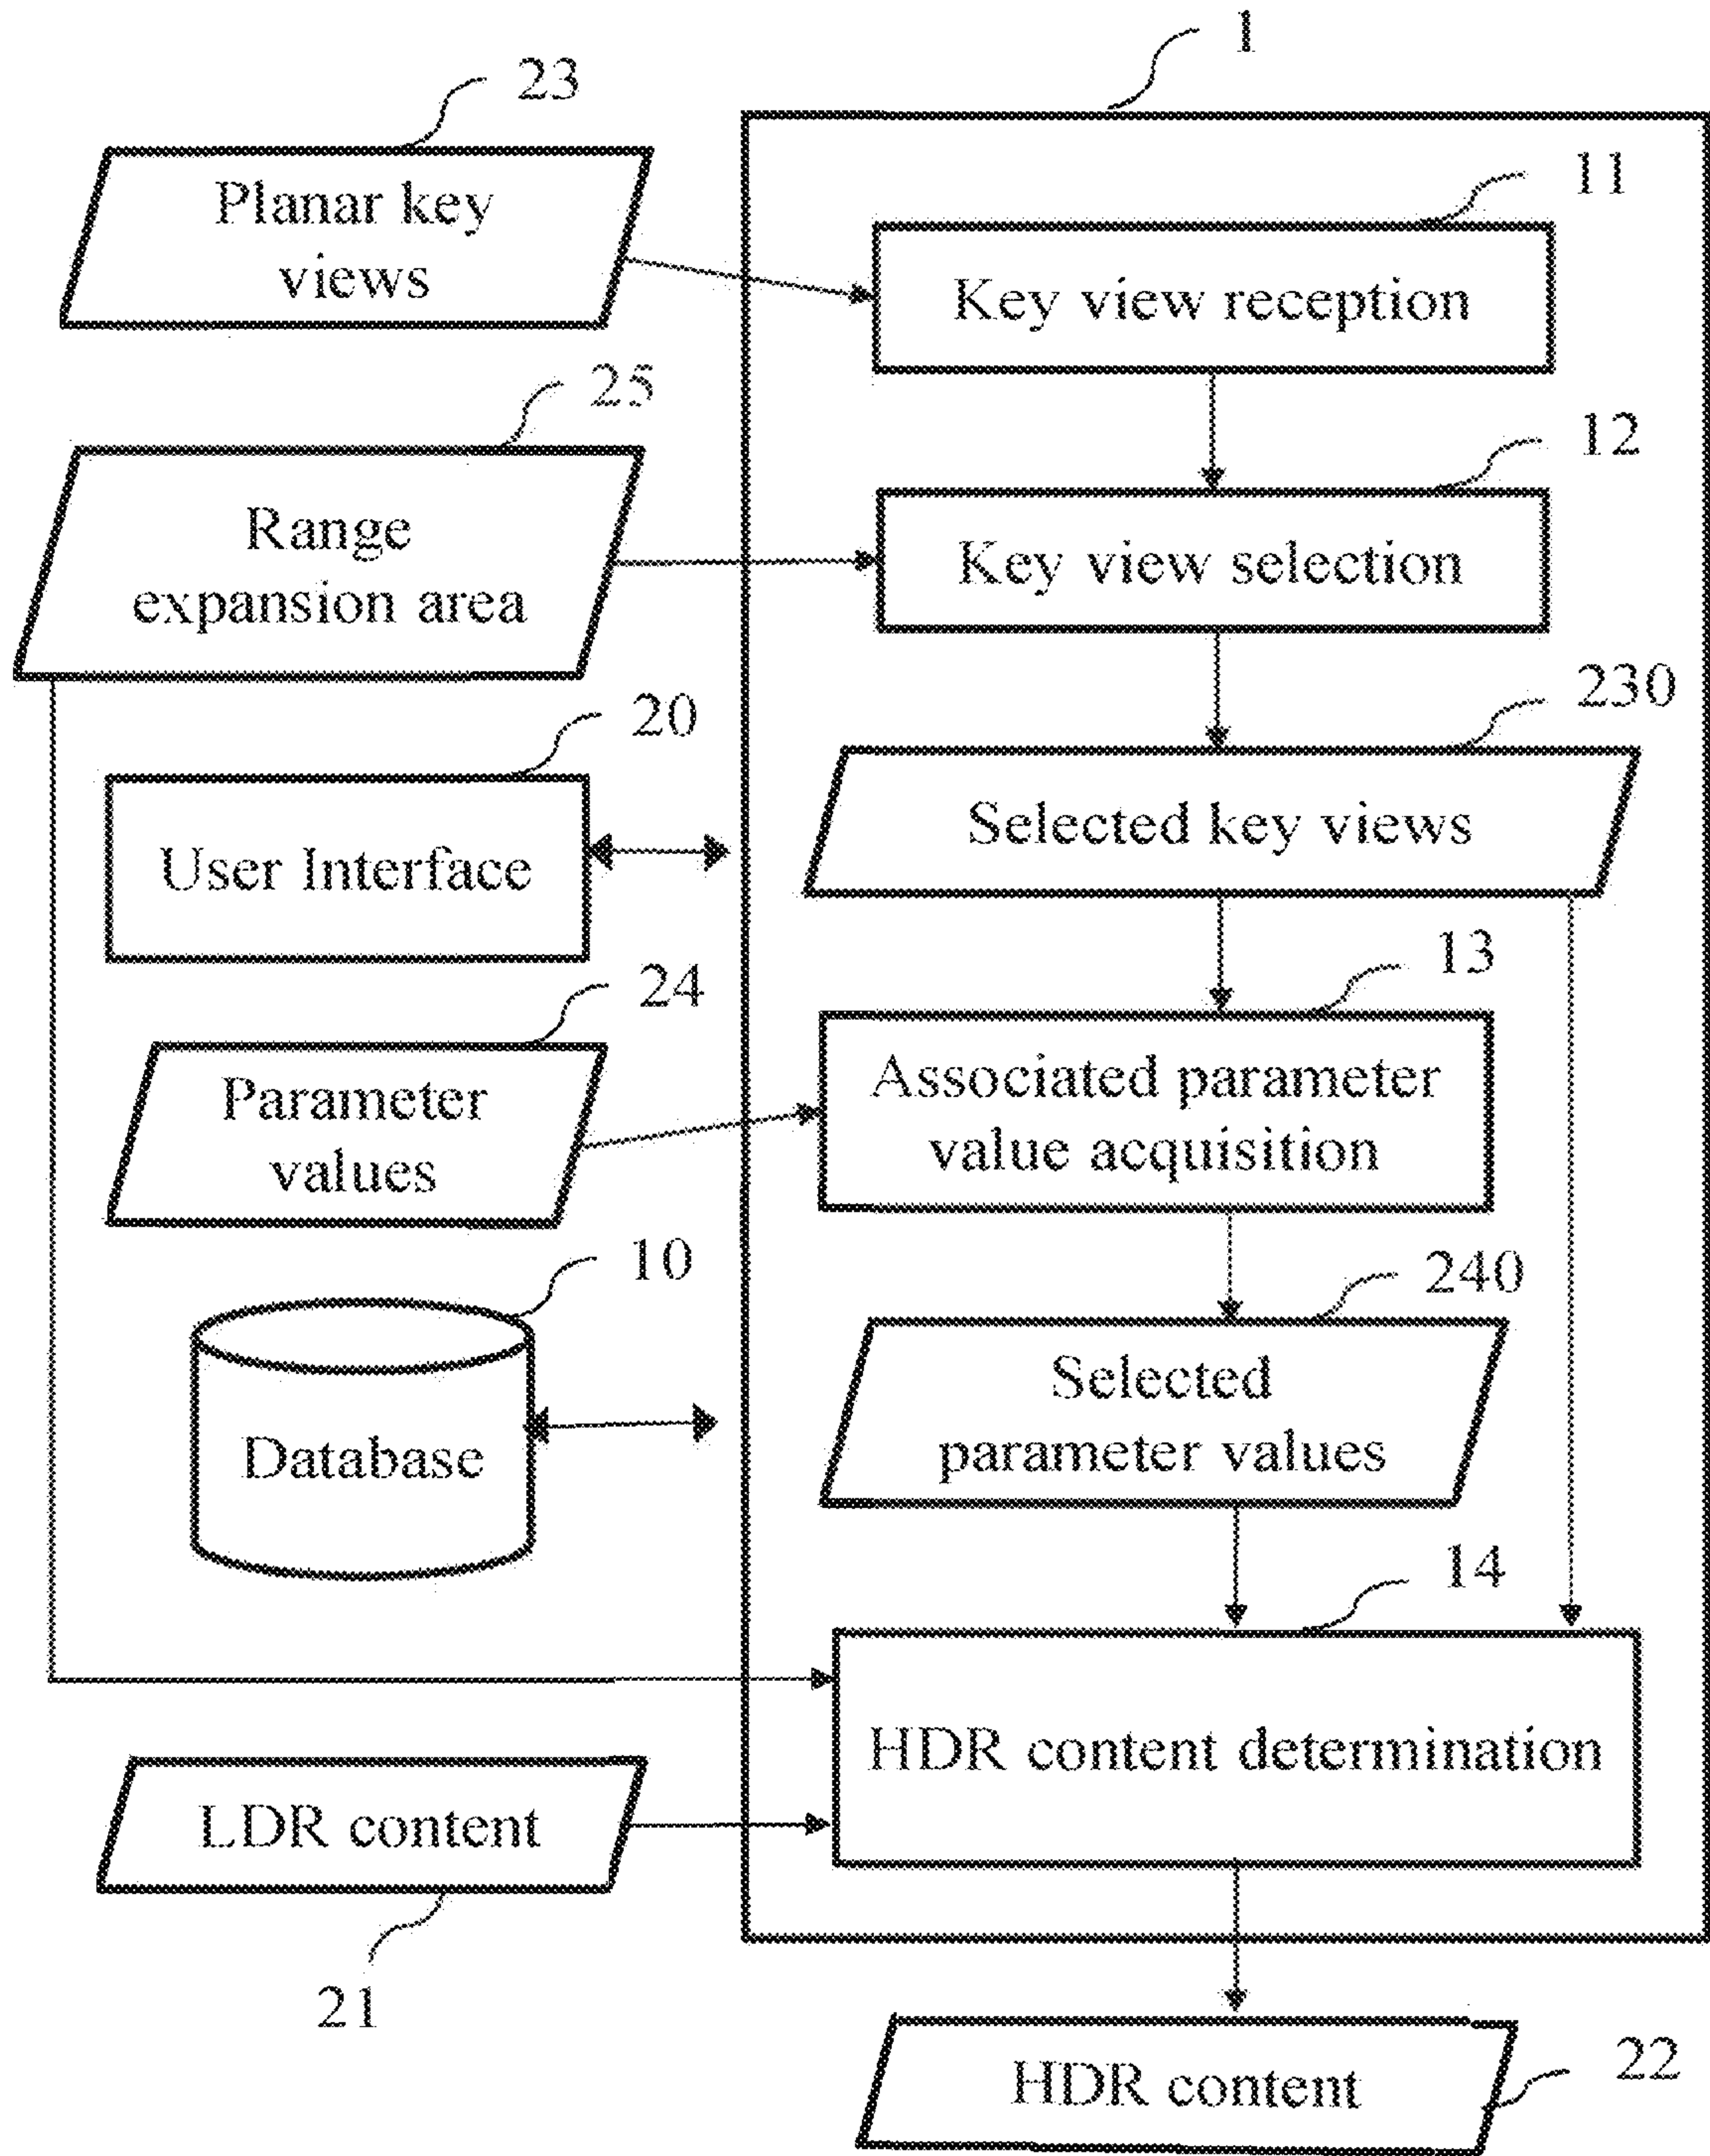 1
23
Planar key
views
11
Key view reception
25
Range
expansion area
12
Key view selection
20
User Interface
230
Selected key views
24
Parameter
values
13
Associated parameter
value acquisition
10
Database
240
Selected
parameter values
14
HDR content determination
LDR content
21
HDR content
22